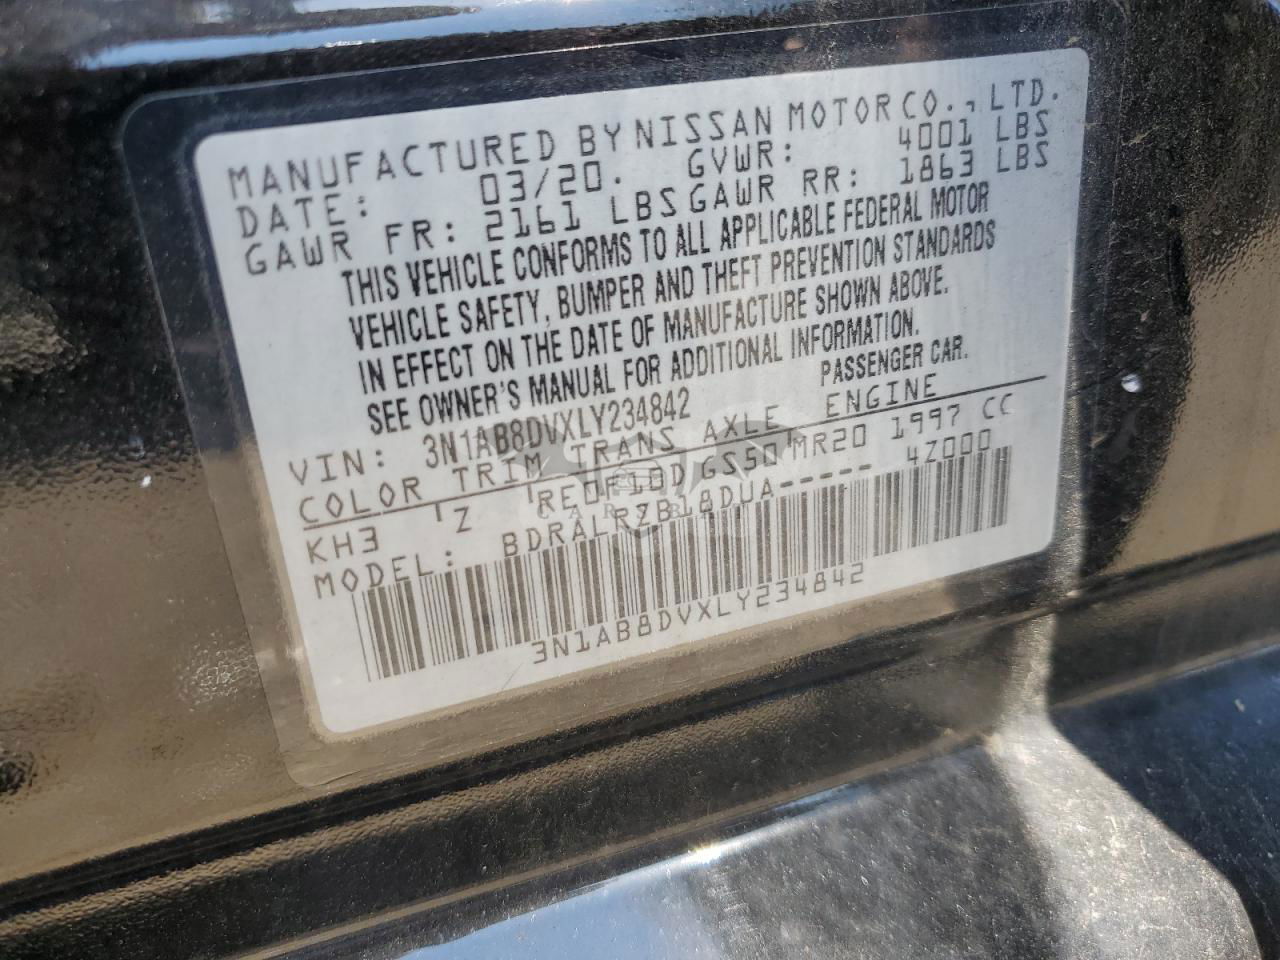 MANUFACTURED BY NISSAN MOTOR CO., LTD.
DATE: 03/20. GVWR: 4001 LBS
GAWR FR: 2161 LBS GAWR RR: 1863 LBS
THIS VEHICLE CONFORMS TO ALL APPLICABLE FEDERAL MOTOR
VEHICLE SAFETY, BUMPER AND THEFT PREVENTION STANDARDS
IN EFFECT ON THE DATE OF MANUFACTURE SHOWN ABOVE.
SEE OWNER'S MANUAL FOR ADDITIONAL INFORMATION.
VIN: 3N1AB8DVXLY234842 PASSENGER CAR.
COLOR TRIM TRANS AXLE ENGINE
KH3 'Z 'RE0F10D GS50 'MR20 1997 CC
MODEL: BDRALRZB18DUA----- 4Z000
3N1AB8DVXLY234842